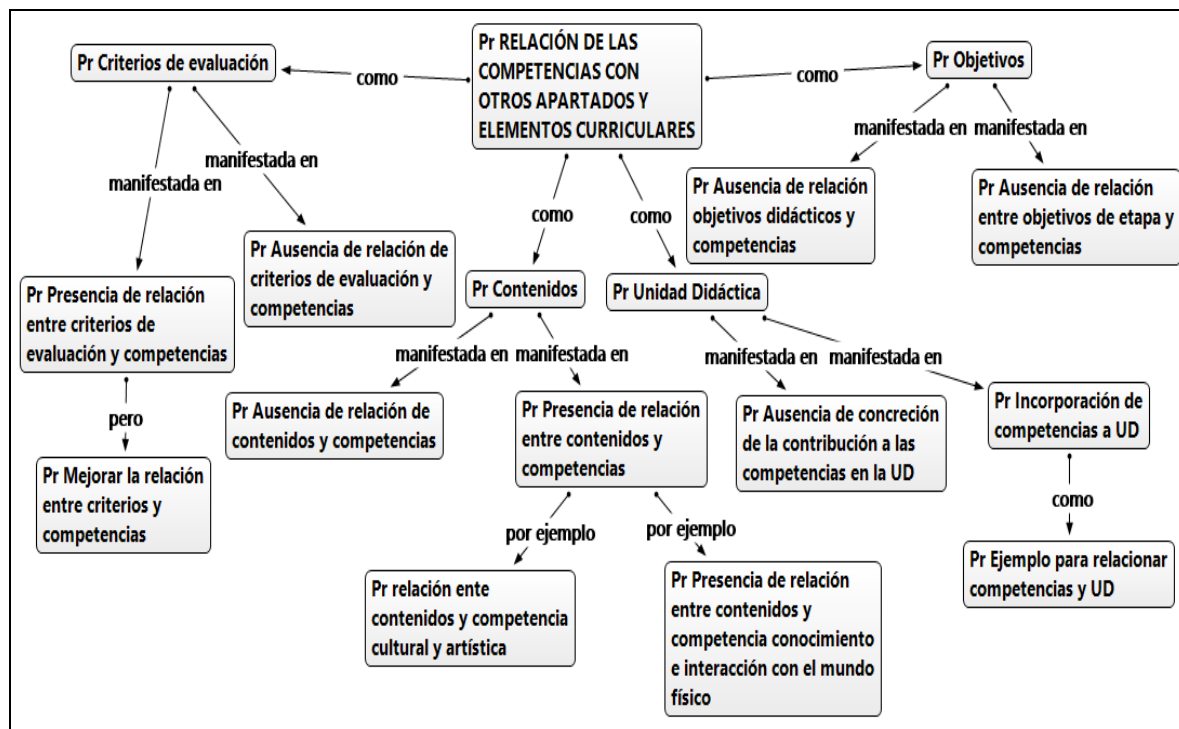 Pr RELACIÓN DE LAS
COMPETENCIAS CON
OTROS APARTADOS Y
ELEMENTOS CURRICULARES
como
Pr Criterios de evaluación
como
Pr Objetivos
manifestada en
manifestada en
Pr Presencia de relación
entre criterios de
evaluación y competencias
Pr Ausencia de relación de
criterios de evaluación y
competencias
pero
Pr Mejorar la relación
entre criterios y
competencias
como
Pr Contenidos
como
Pr Unidad Didáctica
manifestada en
manifestada en
Pr Ausencia de relación
objetivos didácticos y
competencias
Pr Ausencia de relación
entre objetivos de etapa y
competencias
manifestada en
manifestada en
Pr Ausencia de relación de
contenidos y competencias
Pr Presencia de relación
entre contenidos y
competencias
manifestada en
manifestada en
Pr Ausencia de concreción
de la contribución a las
competencias en la UD
Pr Incorporación de
competencias a UD
por ejemplo
por ejemplo
Pr relación ente
contenidos y competencia
cultural y artística
Pr Presencia de relación
entre contenidos y
competencia conocimiento
e interacción con el mundo
físico
como
Pr Ejemplo para relacionar
competencias y UD